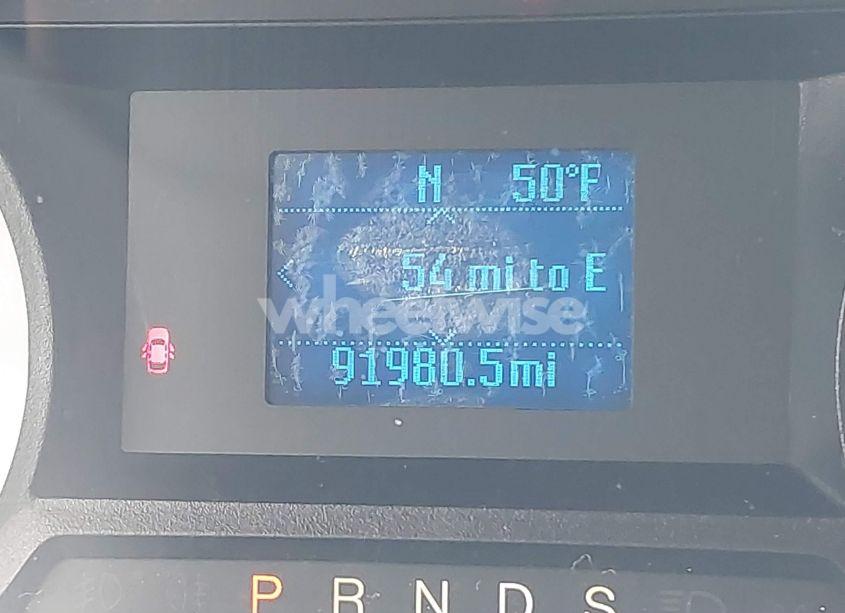 N 50°F
54 mi to E
wheelwise
91980.5mi
P R N D S